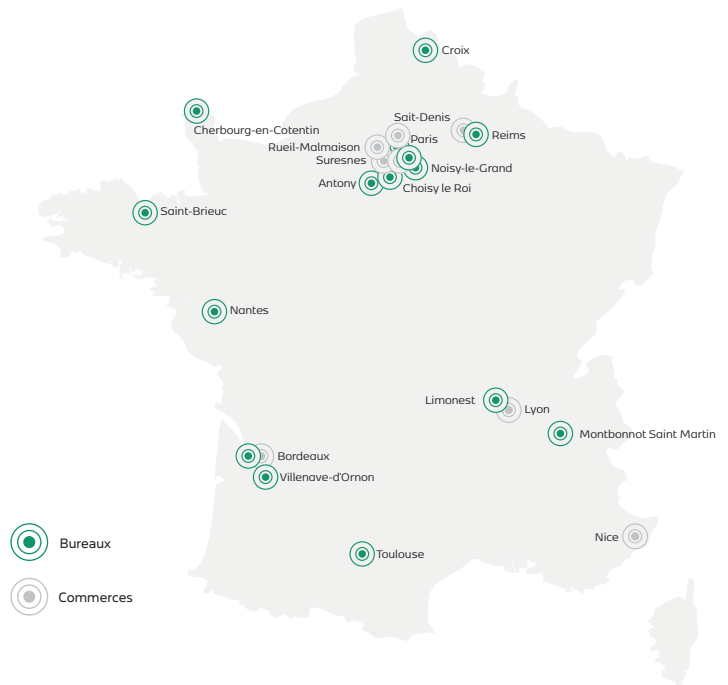 Croix
Sait-Denis
Cherbourg-en-Cotentin
Paris
Reims
Rueil-Malmaison
Suresnes
Noisy-le-Grand
Antony
Choisy le Roi
Saint-Brieuc
Nantes
Limonest
Lyon
Montbonnot Saint Martin
Bordeaux
Villenave-d'Ornon
Nice
Bureaux
Toulouse
Commerces